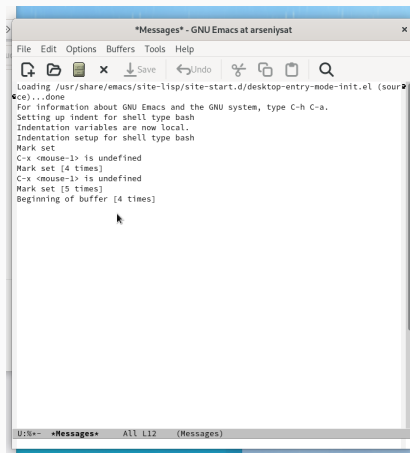 *Messages* - GNU Emacs at arseniysat
File Edit Options Buffers Tools Help
Save Undo
Loading /usr/share/emacs/site-lisp/site-start.d/desktop-entry-mode-init.el (sour
ce)...done
For information about GNU Emacs and the GNU system, type C-h C-a.
Setting up indent for shell type bash
Indentation variables are now local.
Indentation setup for shell type bash
Mark set
C-x <mouse-1> is undefined
Mark set [4 times]
C-x <mouse-1> is undefined
Mark set [5 times]
Beginning of buffer [4 times]
U:%*- *Messages* All L12 (Messages)